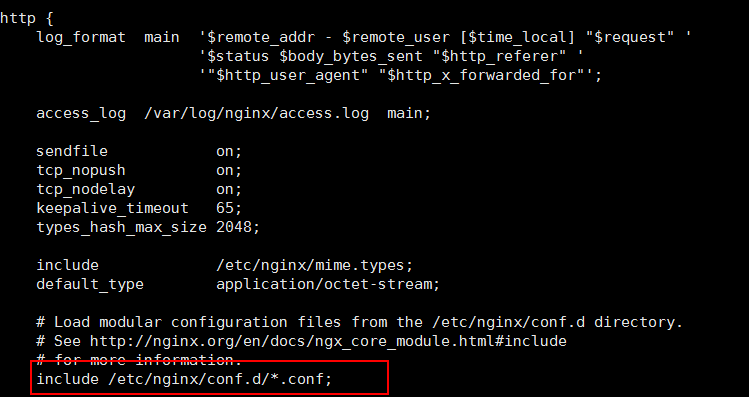 http {
    log_format  main  '$remote_addr - $remote_user [$time_local] "$request" '
                      '$status $body_bytes_sent "$http_referer" '
                      '"$http_user_agent" "$http_x_forwarded_for"';
    access_log  /var/log/nginx/access.log  main;
    sendfile            on;
    tcp_nopush          on;
    tcp_nodelay         on;
    keepalive_timeout   65;
    types_hash_max_size 2048;
    include             /etc/nginx/mime.types;
    default_type        application/octet-stream;
    # Load modular configuration files from the /etc/nginx/conf.d directory.
    # See http://nginx.org/en/docs/ngx_core_module.html#include
    # for more information.
    include /etc/nginx/conf.d/*.conf;